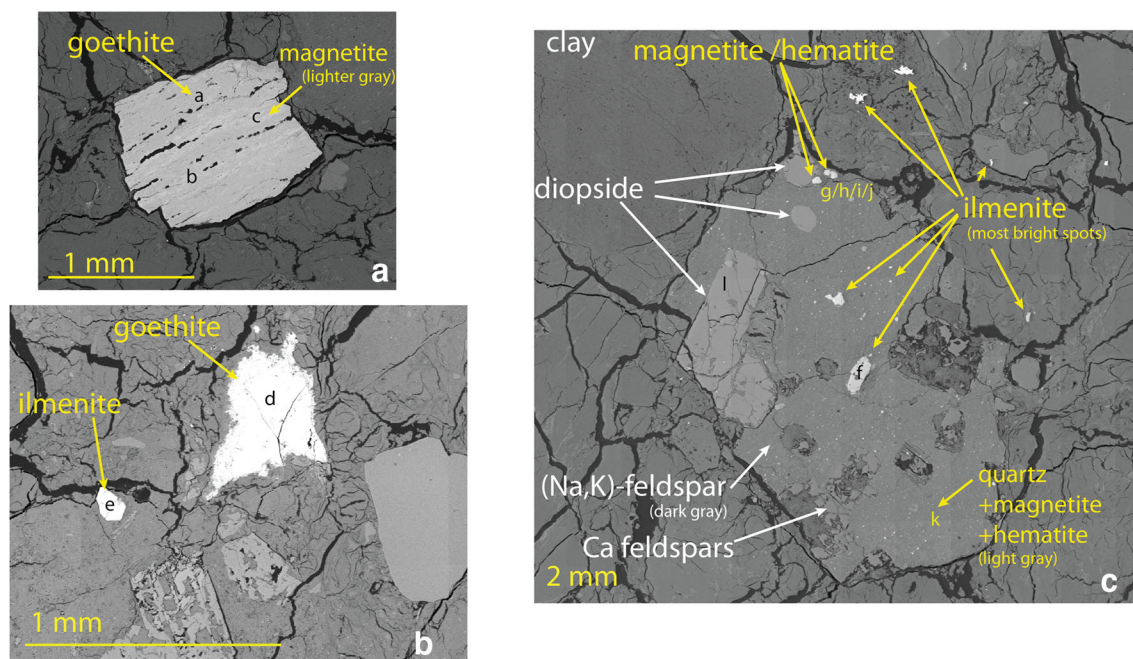 goethite
magnetite
(lighter gray)
a
c
b
1 mm
a
goethite
ilmenite
d
e
1 mm
b
clay
magnetite /hematite
g/h/i/j
diopside
ilmenite
(most bright spots)
l
f
(Na,K)-feldspar
(dark gray)
Ca feldspars
quartz
+magnetite
+hematite
(light gray)
k
2 mm
c